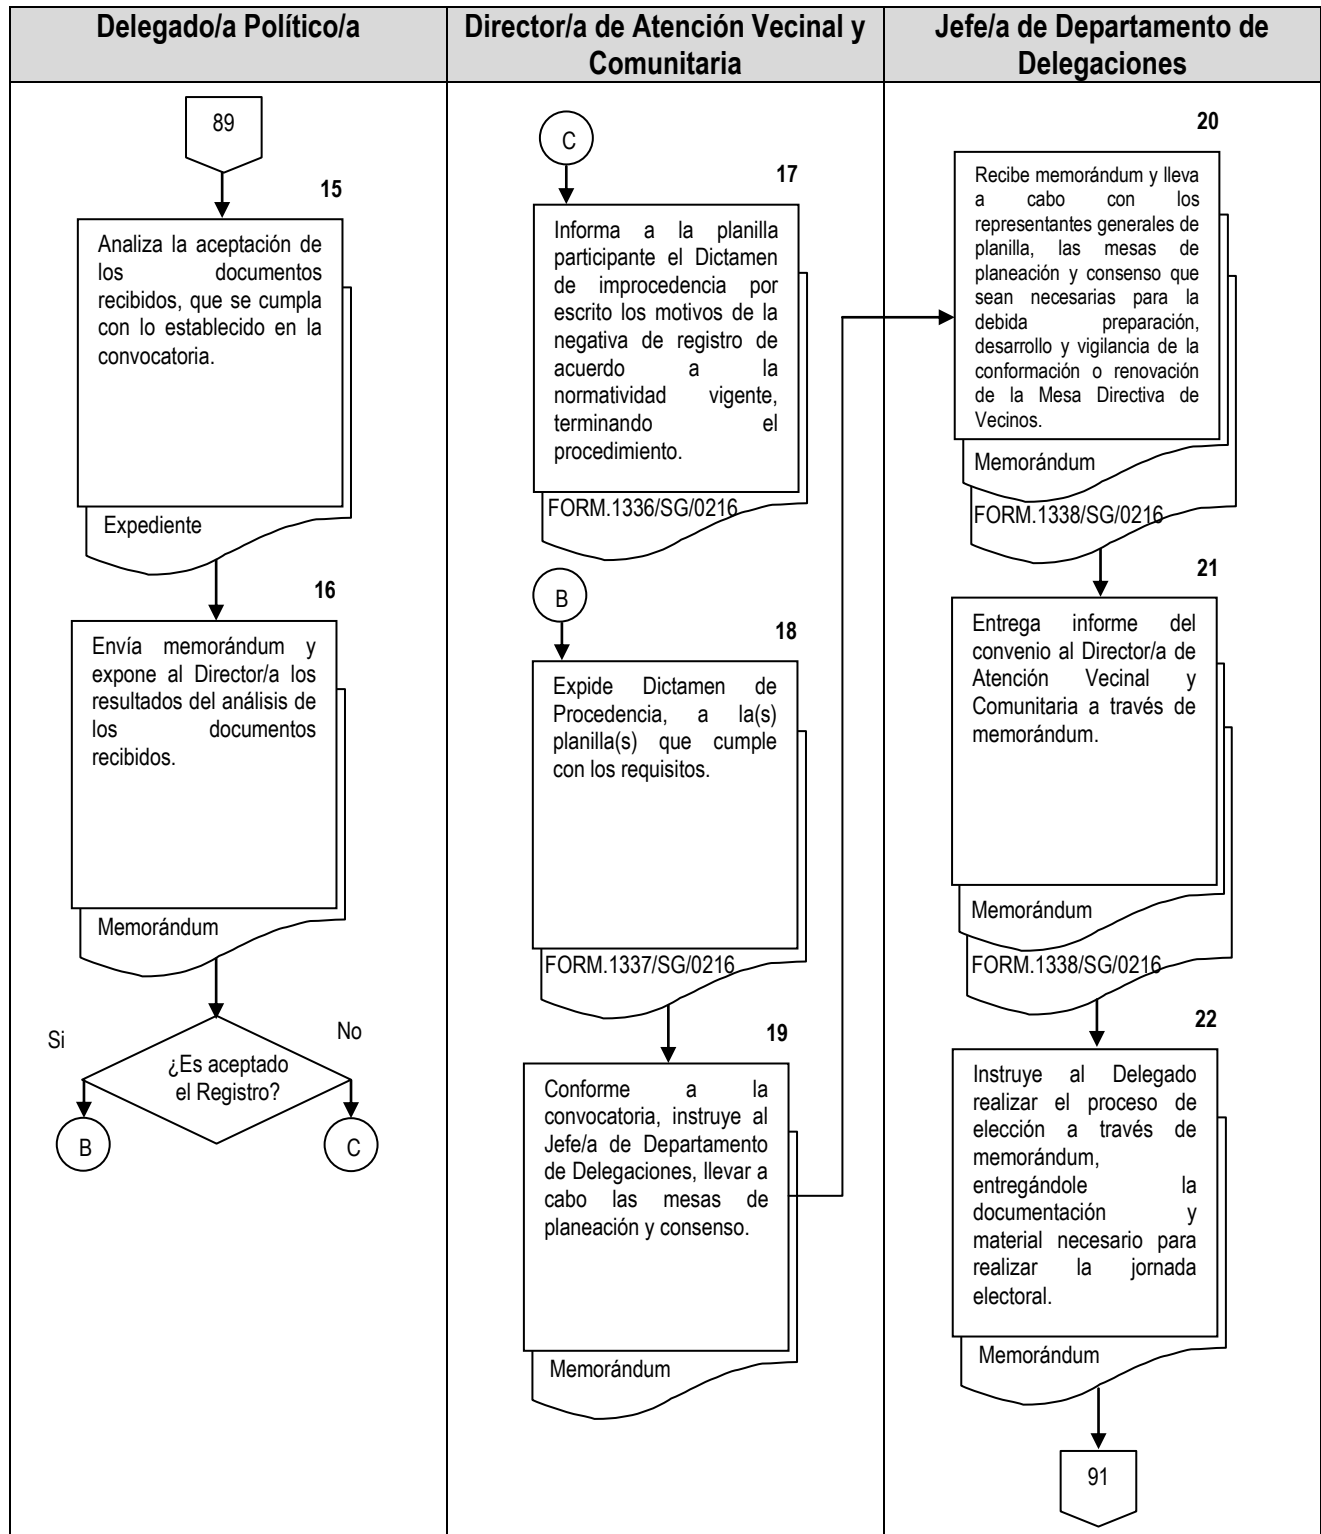 Delegado/a Político/a
Director/a de Atención Vecinal y
Comunitaria
Jefe/a de Departamento de
Delegaciones
89
15
Analiza la aceptación de
los documentos
recibidos, que se cumpla
con lo establecido en la
convocatoria.
Expediente
16
Envía memorándum y
expone al Director/a los
resultados del análisis de
los documentos
recibidos.
Memorándum
Si
No
¿Es aceptado
el Registro?
B
C
C
17
Informa a la planilla
participante el Dictamen
de improcedencia por
escrito los motivos de la
negativa de registro de
acuerdo a la
normatividad vigente,
terminando el
procedimiento.
FORM.1336/SG/0216
B
18
Expide Dictamen de
Procedencia, a la(s)
planilla(s) que cumple
con los requisitos.
FORM.1337/SG/0216
19
Conforme a la
convocatoria, instruye al
Jefe/a de Departamento
de Delegaciones, llevar a
cabo las mesas de
planeación y consenso.
Memorándum
20
Recibe memorándum y lleva
a cabo con los
representantes generales de
planilla, las mesas de
planeación y consenso que
sean necesarias para la
debida preparación,
desarrollo y vigilancia de la
conformación o renovación
de la Mesa Directiva de
Vecinos.
Memorándum
FORM.1338/SG/0216
21
Entrega informe del
convenio al Director/a de
Atención Vecinal y
Comunitaria a través de
memorándum.
Memorándum
FORM.1338/SG/0216
22
Instruye al Delegado
realizar el proceso de
elección a través de
memorándum,
entregándole la
documentación y
material necesario para
realizar la jornada
electoral.
Memorándum
91